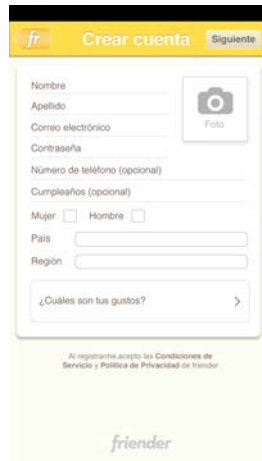 fr
Crear cuenta
Siguiente
Nombre
Apellido
Correo electrónico
Contraseña
Foto
Número de teléfono (opcional)
Cumpleaños (opcional)
Mujer Hombre
País
Región
¿Cuáles son tus gustos?
Al registrarme,acepto las Condiciones de
Servicio y Política de Privacidad de friender
friender